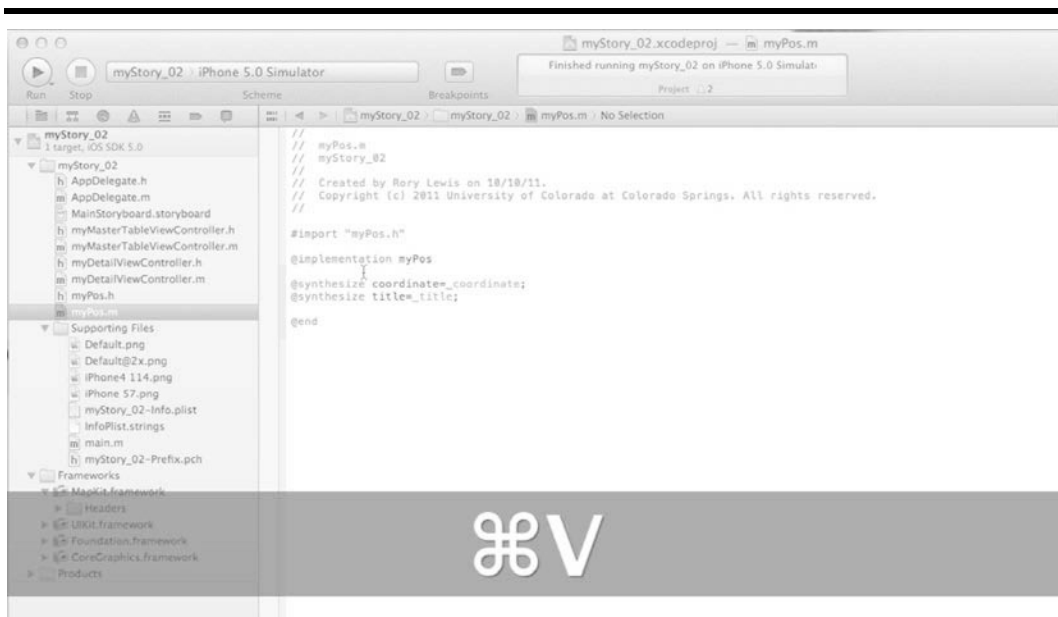 myStory_02.xcodeproj — m myPos.m
myStory_02 iPhone 5.0 Simulator
Finished running myStory_02 on iPhone 5.0 Simulat
Project 2
Run Stop Scheme Breakpoints
myStory_02 myStory_02 m myPos.m No Selection
myStory_02
1 target, iOS SDK 5.0
myStory_02
h AppDelegate.h
m AppDelegate.m
MainStoryboard.storyboard
h myMasterTableViewController.h
m myMasterTableViewController.m
h myDetailViewController.h
m myDetailViewController.m
h myPos.h
m myPos.m
Supporting Files
Default.png
Default@2x.png
iPhone4 114.png
iPhone 57.png
myStory_02-Info.plist
InfoPlist.strings
m main.m
h myStory_02-Prefix.pch
Frameworks
MapKit.framework
Headers
UIKit.framework
Foundation.framework
CoreGraphics.framework
Products
//
// myPos.m
// myStory_02
//
// Created by Rory Lewis on 10/10/11.
// Copyright (c) 2011 University of Colorado at Colorado Springs. All rights reserved.
//
#import "myPos.h"
@implementation myPos
@synthesize coordinate=_coordinate;
@synthesize title=_title;
@end
⌘V